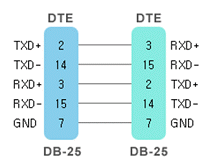 DTE DTE
TXD+ 2 3 RXD+
TXD- 14 15 RXD-
RXD+ 3 2 TXD+
RXD- 15 14 TXD-
GND 7 7 GND
DB-25 DB-25